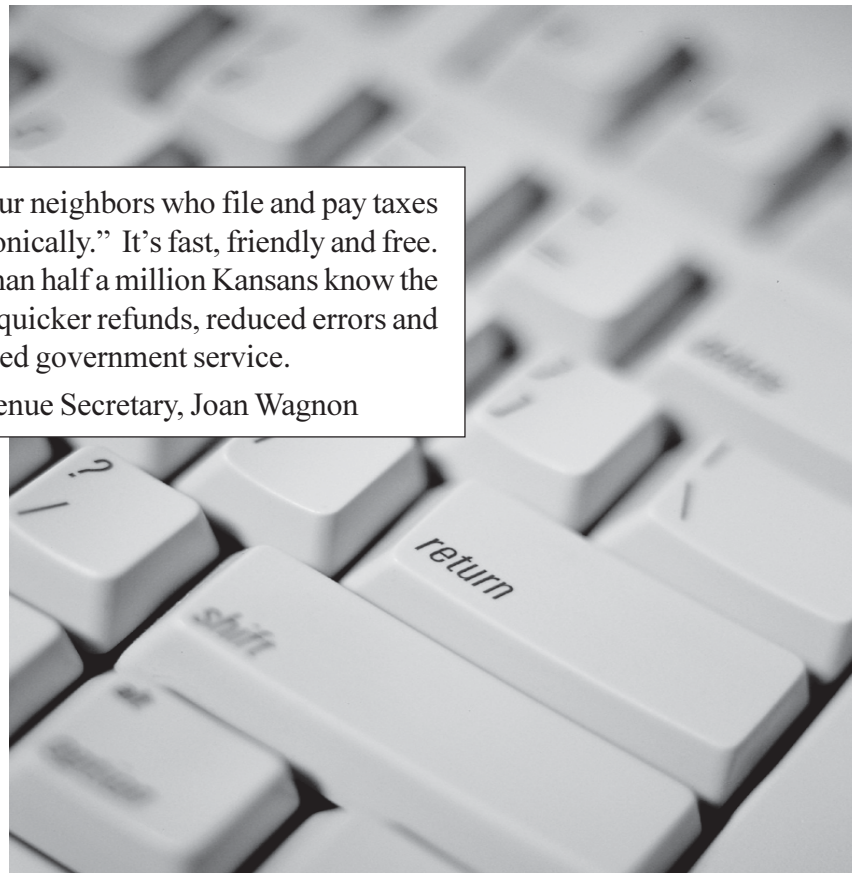 ur neighbors who file and pay taxes
onically.” It’s fast, friendly and free.
han half a million Kansans know the
quicker refunds, reduced errors and
ed government service.
enue Secretary, Joan Wagnon
?
/
return
shift
alt
\